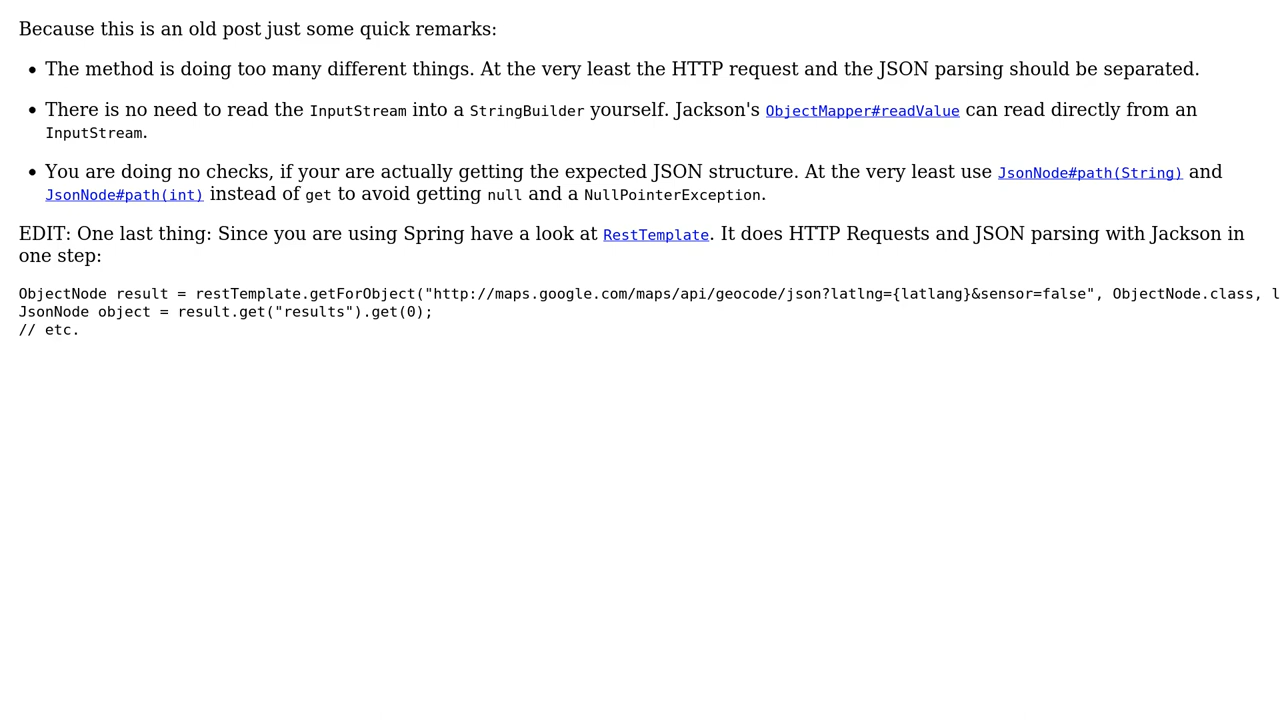 Because this is an old post just some quick remarks:
The method is doing too many different things. At the very least the HTTP request and the JSON parsing should be separated.
There is no need to read the InputStream into a StringBuilder yourself. Jackson's ObjectMapper#readValue can read directly from an
InputStream.
You are doing no checks, if your are actually getting the expected JSON structure. At the very least use JsonNode#path(String) and
JsonNode#path(int) instead of get to avoid getting null and a NullPointerException.
EDIT: One last thing: Since you are using Spring have a look at RestTemplate. It does HTTP Requests and JSON parsing with Jackson in
one step:
ObjectNode result = restTemplate.getForObject("http://maps.google.com/maps/api/geocode/json?latlng={latlang}&sensor=false", ObjectNode.class,
JsonNode object = result.get("results").get(0);
// etc.